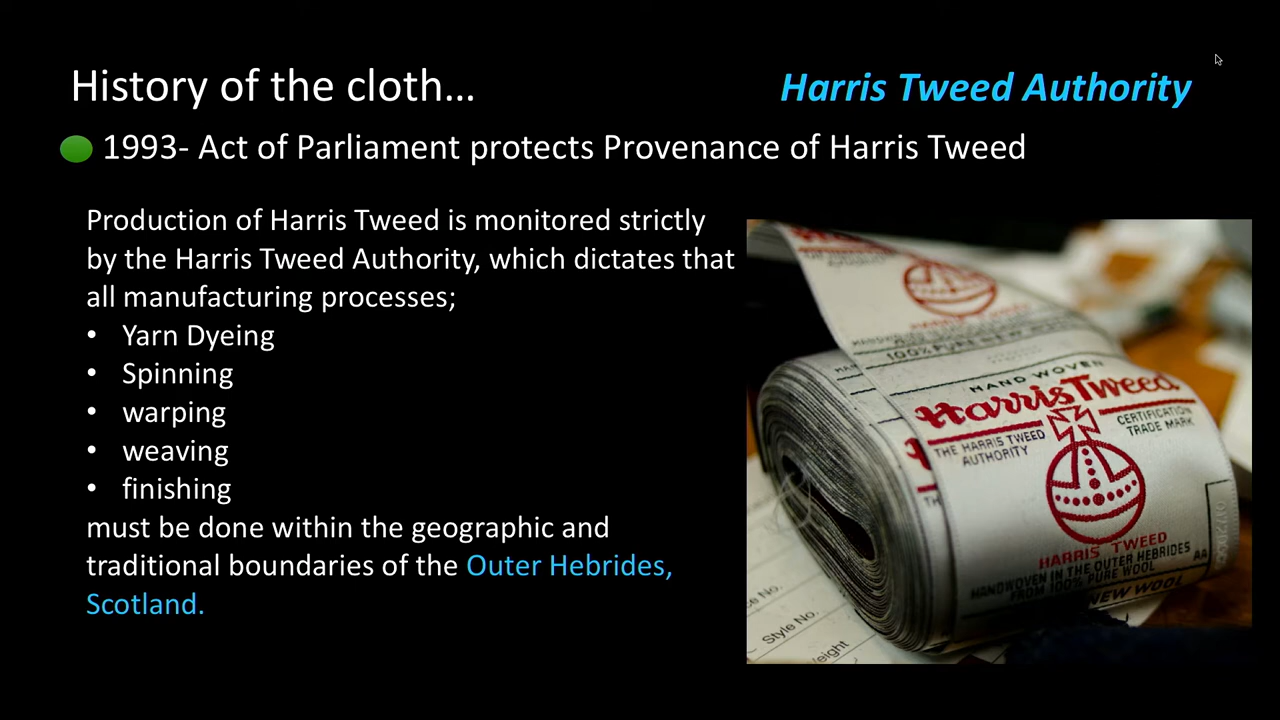 History of the cloth...
Harris Tweed Authority
1993- Act of Parliament protects Provenance of Harris Tweed
Production of Harris Tweed is monitored strictly
by the Harris Tweed Authority, which dictates that
all manufacturing processes;
• Yarn Dyeing
• Spinning
• warping
• weaving
• finishing
must be done within the geographic and
traditional boundaries of the Outer Hebrides,
Scotland.
100% PURE NEW
HAND WOVEN
Harris Tweed
THE HARRIS TWEED
AUTHORITY
CERTIFICATION
TRADE MARK
HARRIS TWEED
HANDWOVEN IN THE OUTER HEBRIDES
FROM 100% PURE WOOL
AA
NEW WOOL
Style No.